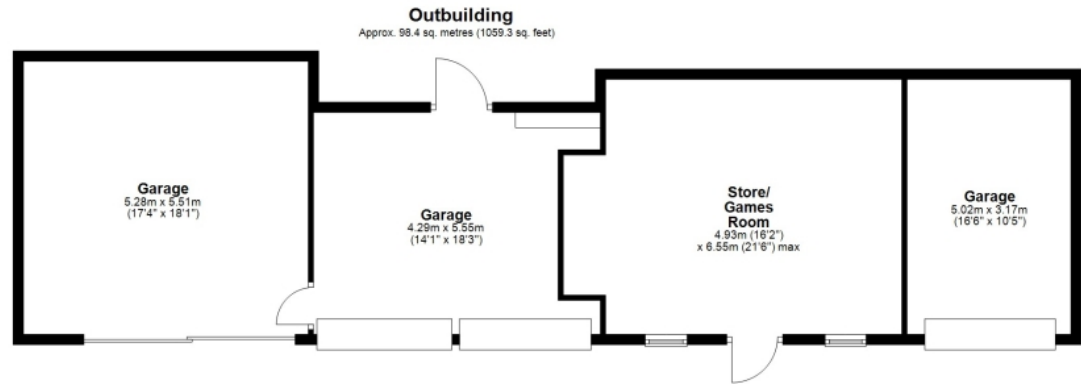 Outbuilding
Approx. 98.4 sq. metres (1059.3 sq. feet)
Garage
5.28m x 5.51m
(17'4" x 18'1")
Garage
4.29m x 5.55m
(14'1" x 18'3")
Store/
Games
Room
4.93m (16'2")
x 6.55m (21'6") max
Garage
5.02m x 3.17m
(16'6" x 10'5")